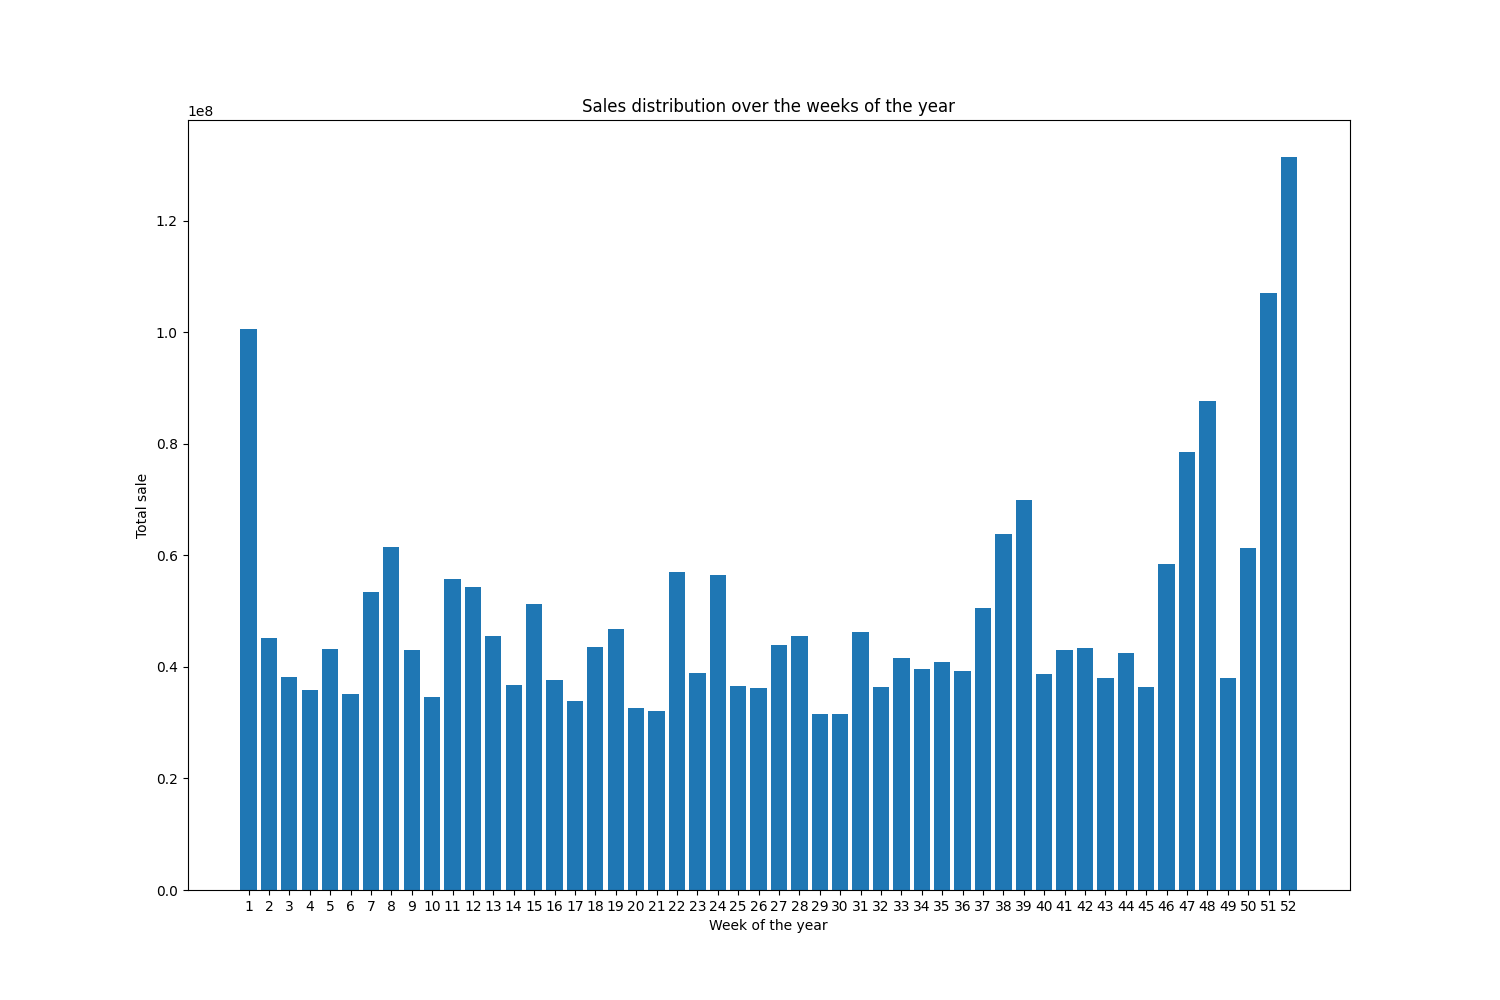 Sales distribution over the weeks of the year
1e8
1.2
1.0
0.8
0.6
0.4
0.2
0.0
Total sale
1 2 3 4 5 6 7 8 9 10 11 12 13 14 15 16 17 18 19 20 21 22 23 24 25 26 27 28 29 30 31 32 33 34 35 36 37 38 39 40 41 42 43 44 45 46 47 48 49 50 51 52
Week of the year